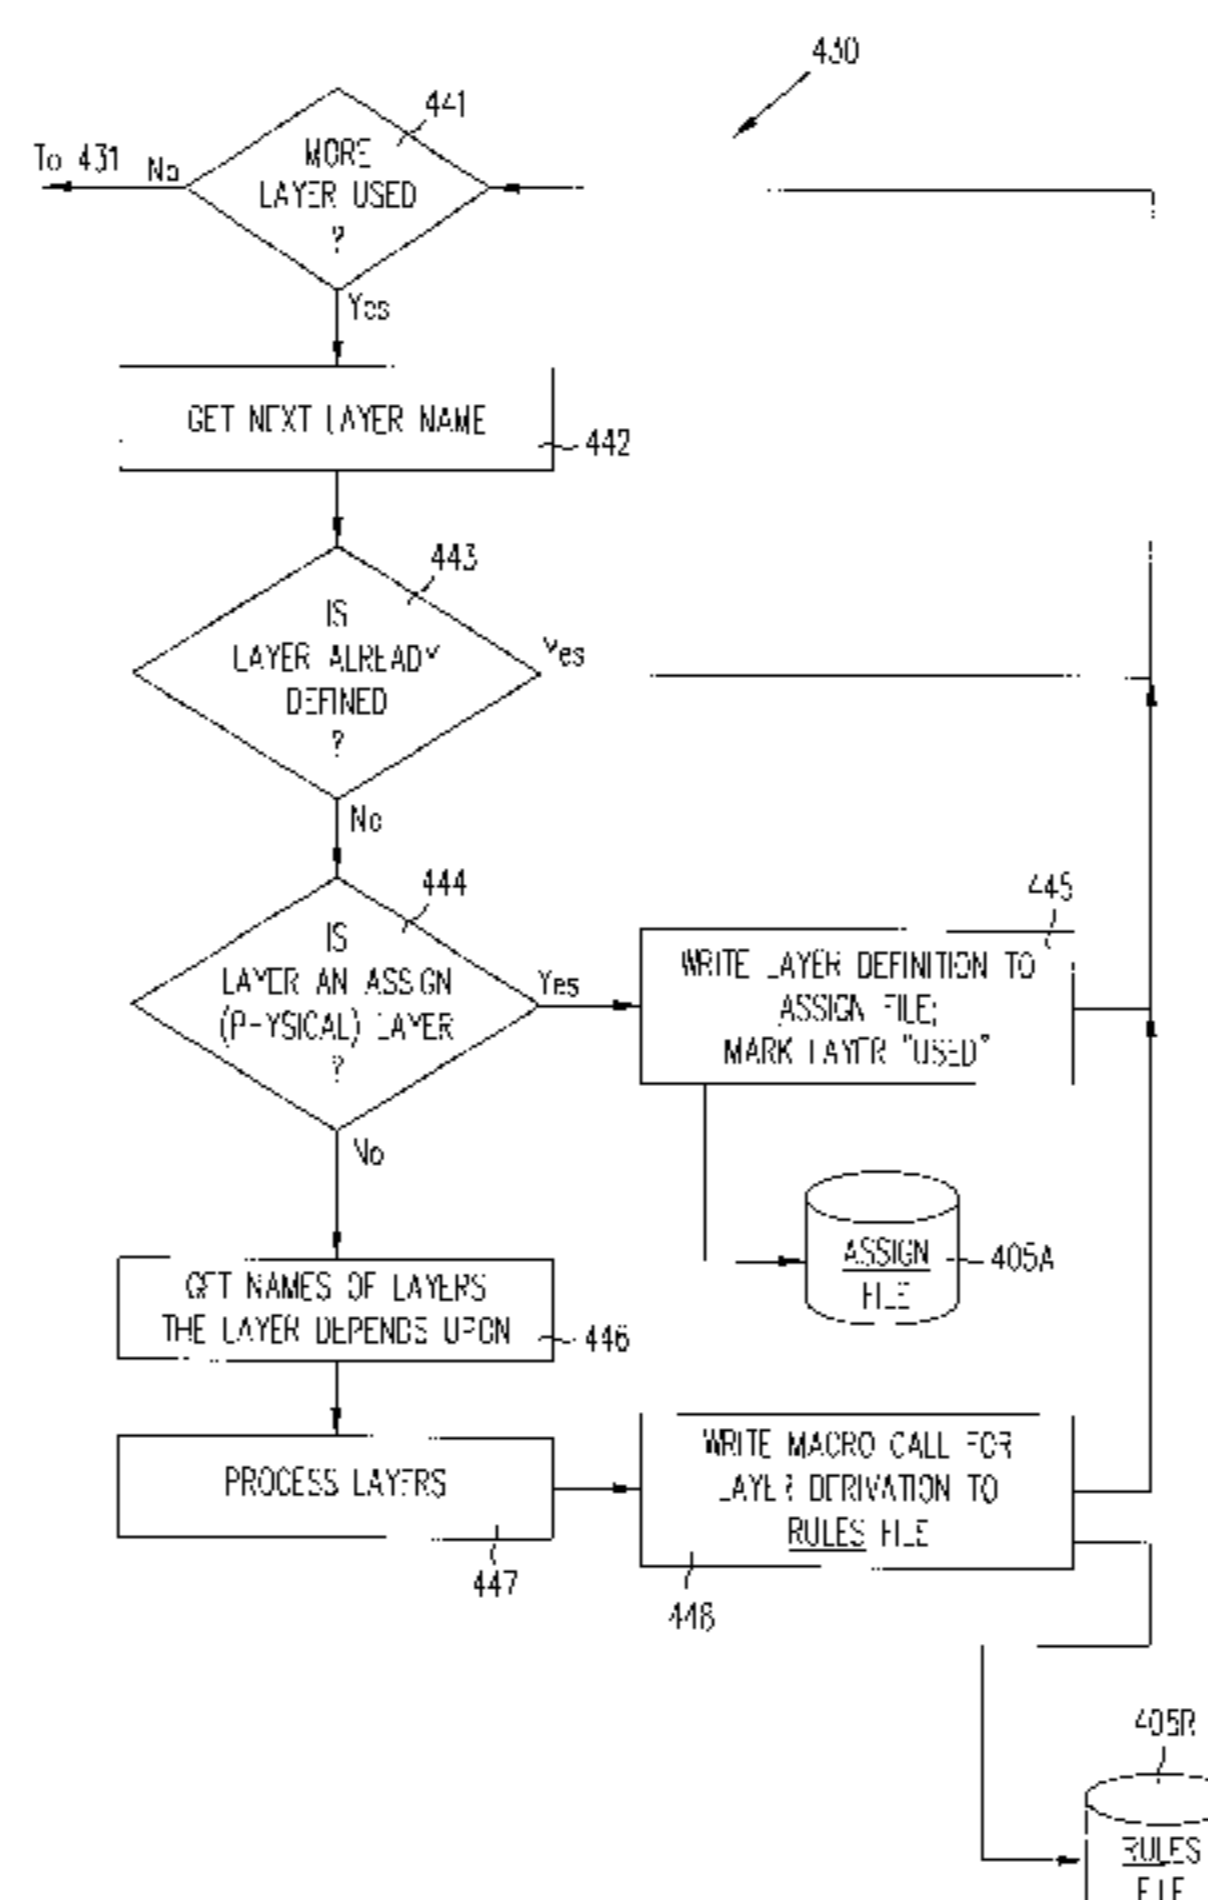 430
441
To 431
No
MORE
LAYER USED
?
Yes
GET NEXT LAYER NAME
442
443
IS
LAYER ALREADY
DEFINED
?
Yes
No
444
IS
LAYER AN ASSIGN
(PHYSICAL) LAYER
?
Yes
No
445
WRITE LAYER DEFINITION TO
ASSIGN FILE;
MARK LAYER "USED"
ASSIGN
FILE
405A
GET NAMES OF LAYERS
THE LAYER DEPENDS UPON
446
PROCESS LAYERS
447
WRITE MACRO CALL FOR
LAYER DERIVATION TO
RULES FILE
448
405R
RULES
FILE